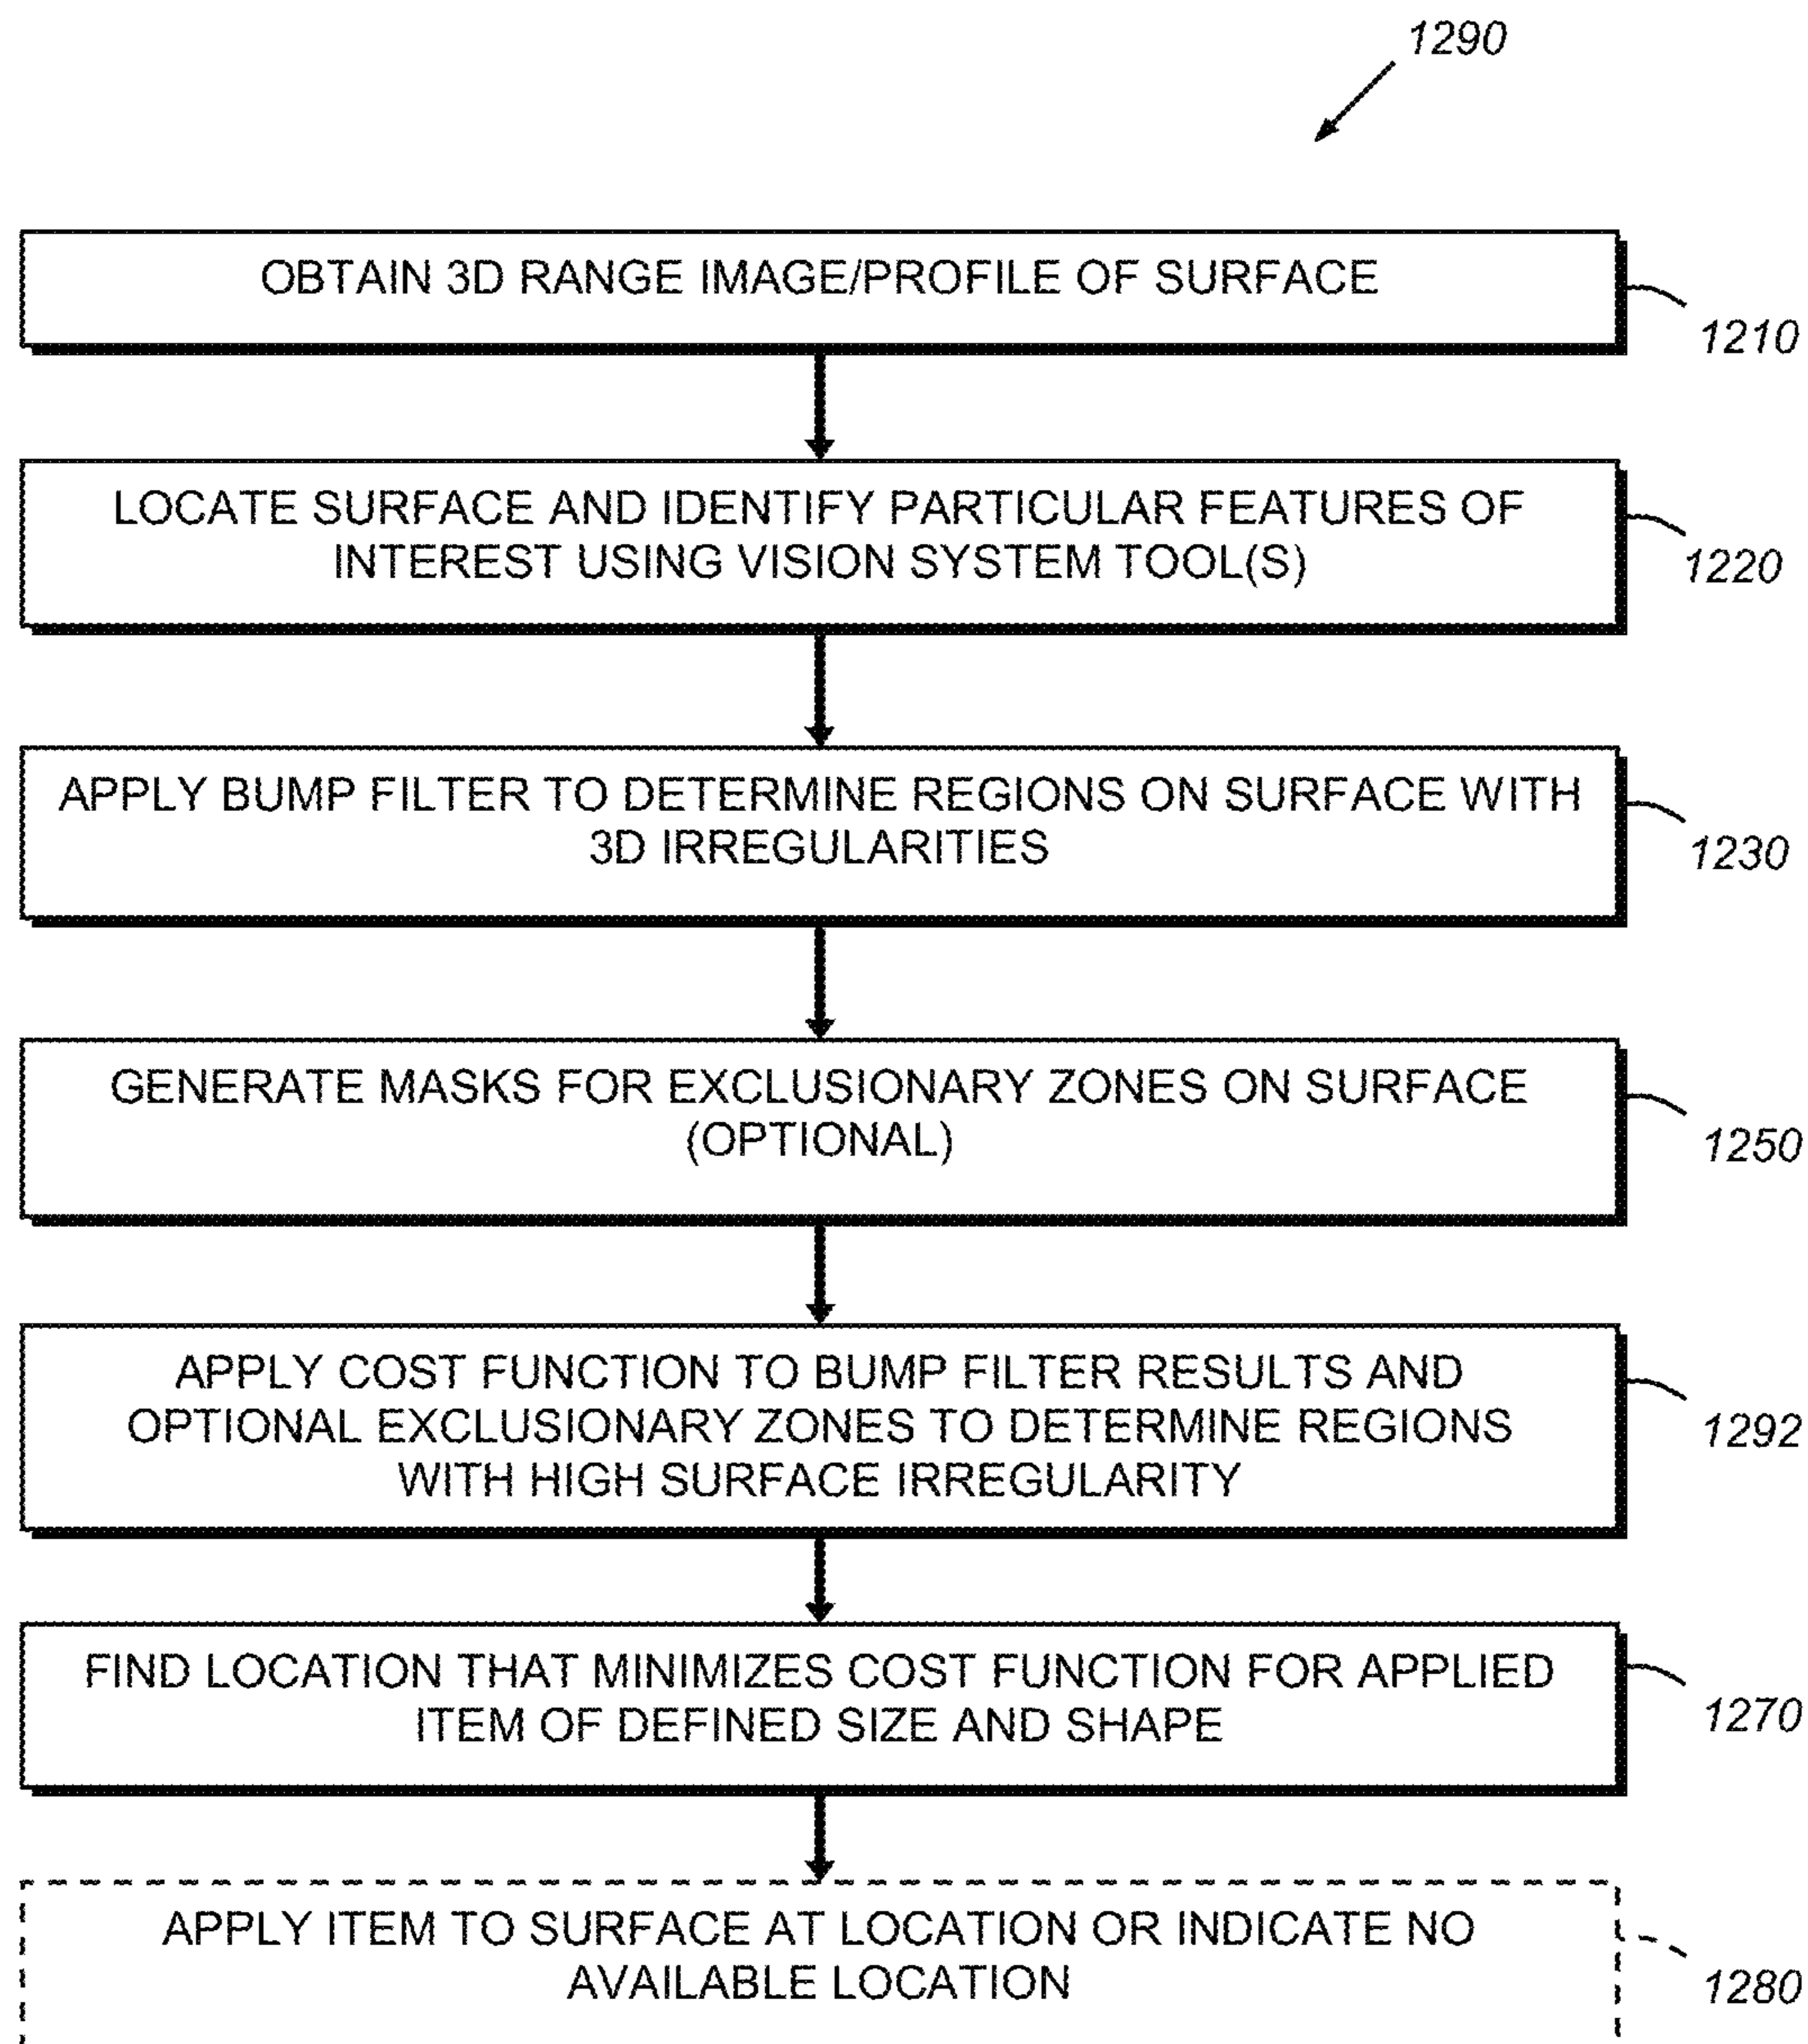 1290
OBTAIN 3D RANGE IMAGE/PROFILE OF SURFACE
1210
LOCATE SURFACE AND IDENTIFY PARTICULAR FEATURES OF
INTEREST USING VISION SYSTEM TOOL(S)
1220
APPLY BUMP FILTER TO DETERMINE REGIONS ON SURFACE WITH
3D IRREGULARITIES
1230
GENERATE MASKS FOR EXCLUSIONARY ZONES ON SURFACE
(OPTIONAL)
1250
APPLY COST FUNCTION TO BUMP FILTER RESULTS AND
OPTIONAL EXCLUSIONARY ZONES TO DETERMINE REGIONS
WITH HIGH SURFACE IRREGULARITY
1292
FIND LOCATION THAT MINIMIZES COST FUNCTION FOR APPLIED
ITEM OF DEFINED SIZE AND SHAPE
1270
APPLY ITEM TO SURFACE AT LOCATION OR INDICATE NO
AVAILABLE LOCATION
1280